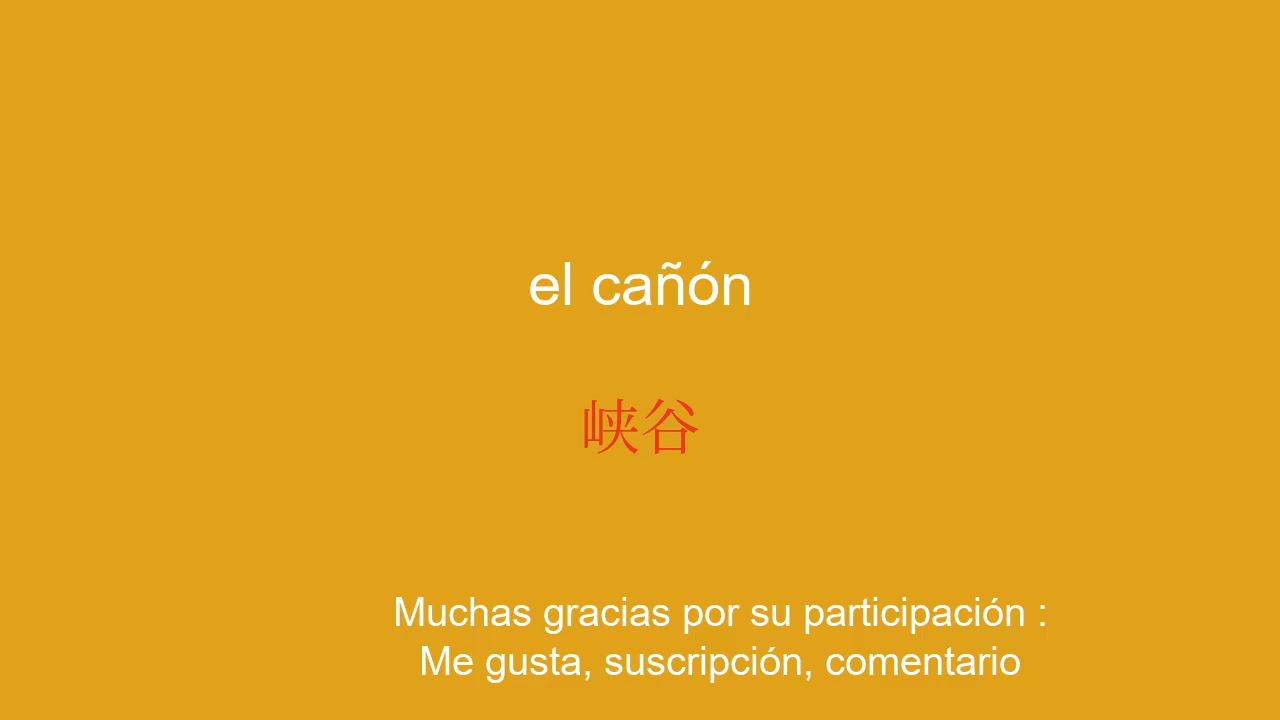 el cañón
峡谷
Muchas gracias por su participación :
Me gusta, suscripción, comentario